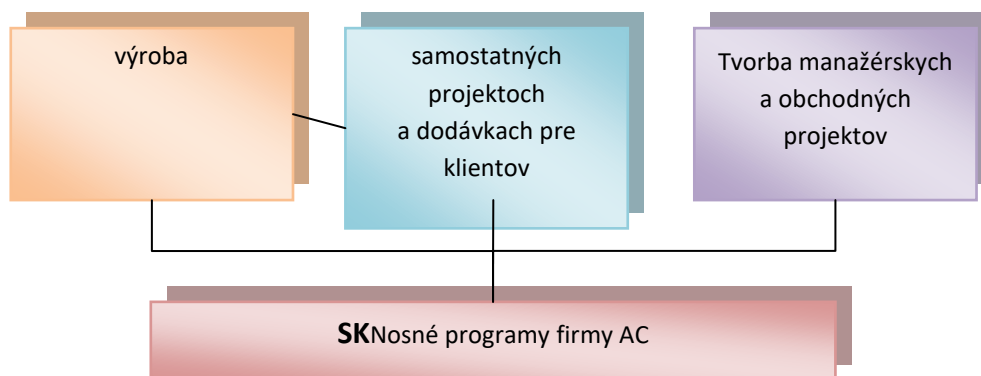 výroba
samostatných
projektoch
a dodávkach pre
klientov
Tvorba manažérskych
a obchodných
projektov
SKNosné programy firmy AC